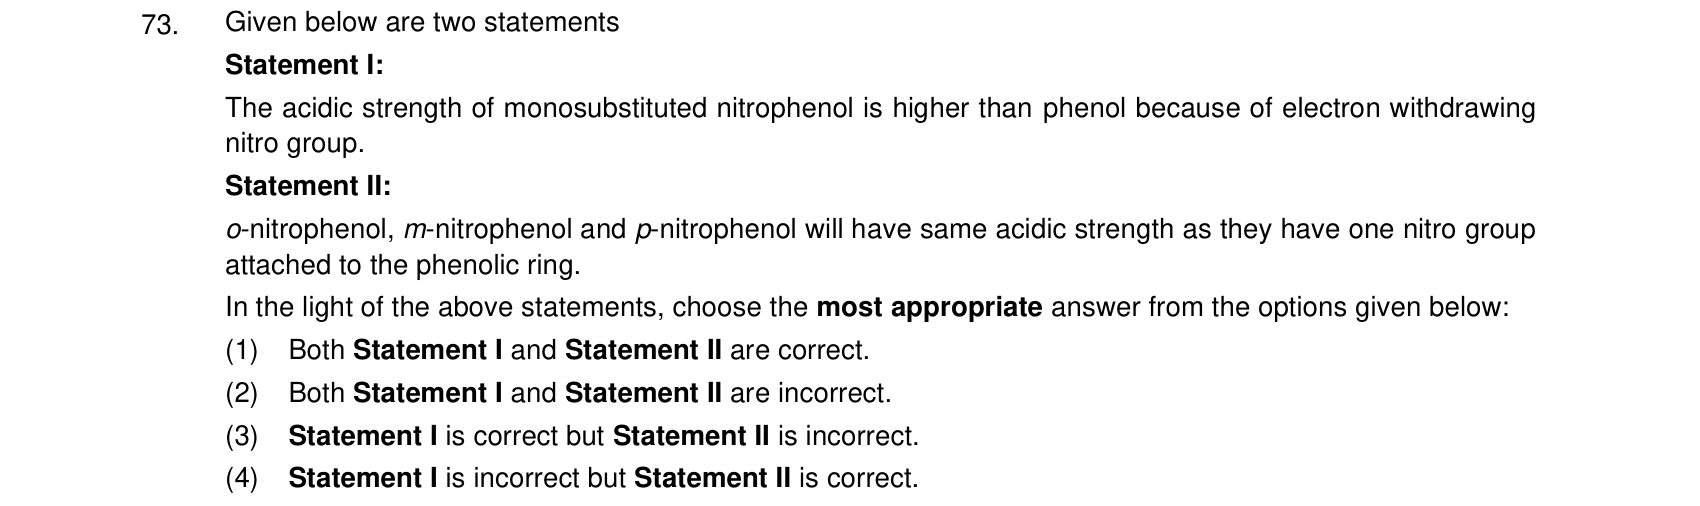 73. Given below are two statements
Statement I:
The acidic strength of monosubstituted nitrophenol is higher than phenol because of electron withdrawing
nitro group.
Statement II:
o-nitrophenol, m-nitrophenol and p-nitrophenol will have same acidic strength as they have one nitro group
attached to the phenolic ring.
In the light of the above statements, choose the most appropriate answer from the options given below:
(1) Both Statement I and Statement II are correct.
(2) Both Statement I and Statement II are incorrect.
(3) Statement I is correct but Statement II is incorrect.
(4) Statement I is incorrect but Statement II is correct.